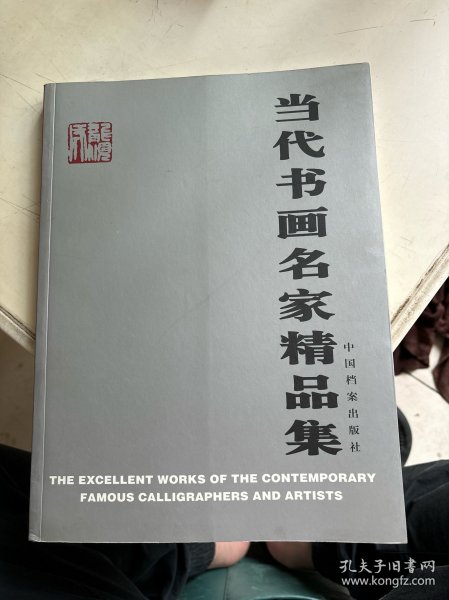 当代书画名家精品集
中国档案出版社
THE EXCELLENT WORKS OF THE CONTEMPORARY
FAMOUS CALLIGRAPHERS AND ARTISTS
孔夫子旧书网
www.kongfz.com